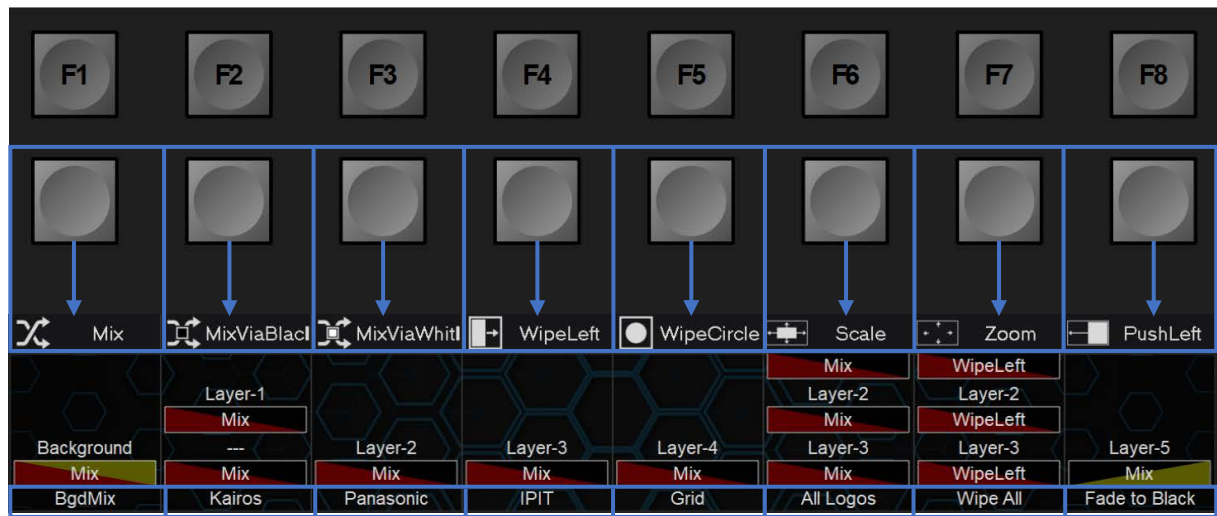 F1 F2 F3 F4 F5 F6 F7 F8
Mix MixViaBlacl MixViaWhitl WipeLeft WipeCircle Scale Zoom PushLeft
Mix WipeLeft
Layer-1 Layer-2 Layer-2
Mix Mix WipeLeft
Background --- Layer-2 Layer-3 Layer-4 Layer-3 Layer-3 Layer-5
Mix Mix Mix Mix Mix Mix WipeLeft Mix
BgdMix Kairos Panasonic IPIT Grid All Logos Wipe All Fade to Black